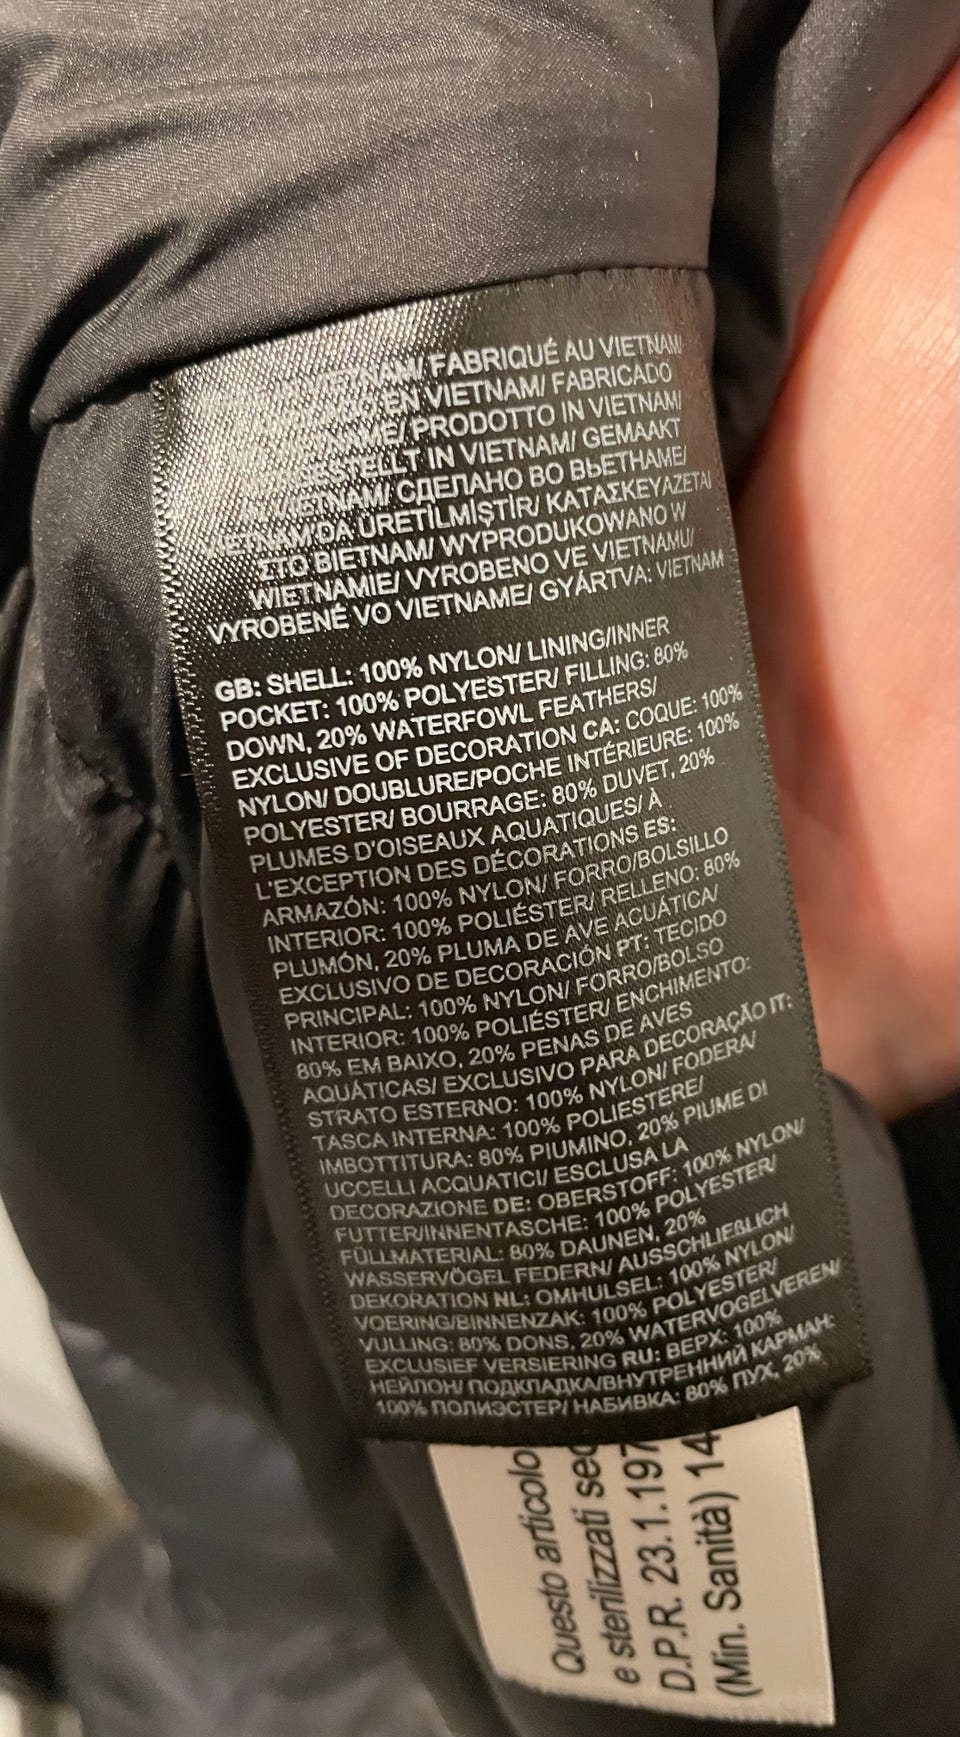 VIETNAM/ FABRIQUÉ AU VIETNAM/
EN VIETNAM/ FABRICADO
PRODOTTO IN VIETNAM/
IN VIETNAM/ GEMAAKT
VIETNAM/ СДЕЛАНО ВО ВЬЕТНАМЕ/
VIETNAM'DA ÜRETİLMİŞTİR/ ΚΑΤΑΣΚΕΥΑΖΕΤΑΙ
ΣΤΟ ΒΙΕΤΝΑΜ/ WYPRODUKOWANO W
WIETNAMIE/ VYROBENO VE VIETNAMU/
VYROBENÉ VO VIETNAME/ GYÁRTVA: VIETNAM
GB: SHELL: 100% NYLON/ LINING/INNER
POCKET: 100% POLYESTER/ FILLING: 80%
DOWN, 20% WATERFOWL FEATHERS/
EXCLUSIVE OF DECORATION CA: COQUE: 100%
NYLON/ DOUBLURE/POCHE INTÉRIEURE: 100%
POLYESTER/ BOURRAGE: 80% DUVET, 20%
PLUMES D'OISEAUX AQUATIQUES/ À
L'EXCEPTION DES DÉCORATIONS ES:
ARMAZÓN: 100% NYLON/ FORRO/BOLSILLO
INTERIOR: 100% POLIÉSTER/ RELLENO: 80%
PLUMÓN, 20% PLUMA DE AVE ACUÁTICA/
EXCLUSIVO DE DECORACIÓN PT: TECIDO
PRINCIPAL: 100% NYLON/ FORRO/BOLSO
INTERIOR: 100% POLIÉSTER/ ENCHIMENTO:
80% EM BAIXO, 20% PENAS DE AVES
AQUÁTICAS/ EXCLUSIVO PARA DECORAÇÃO IT:
STRATO ESTERNO: 100% NYLON/ FODERA/
TASCA INTERNA: 100% POLIESTERE/
IMBOTTITURA: 80% PIUMINO, 20% PIUME DI
UCCELLI ACQUATICI/ ESCLUSA LA
DECORAZIONE DE: OBERSTOFF: 100% NYLON/
FUTTER/INNENTASCHE: 100% POLYESTER/
FÜLLMATERIAL: 80% DAUNEN, 20%
WASSERVÖGEL FEDERN/ AUSSCHLIEßLICH
DEKORATION NL: OMHULSEL: 100% NYLON/
VOERING/BINNENZAK: 100% POLYESTER/
VULLING: 80% DONS, 20% WATERVOGELVEREN/
EXCLUSIEF VERSIERING RU: ВЕРХ: 100%
НЕЙЛОН/ ПОДКЛАДКА/ВНУТРЕННИЙ КАРМАН:
100% ПОЛИЭСТЕР/ НАБИВКА: 80% ПУХ, 20%
Questo articolo
e sterilizzati
D.P.R. 23.1.197
(Min. Sanità) 14